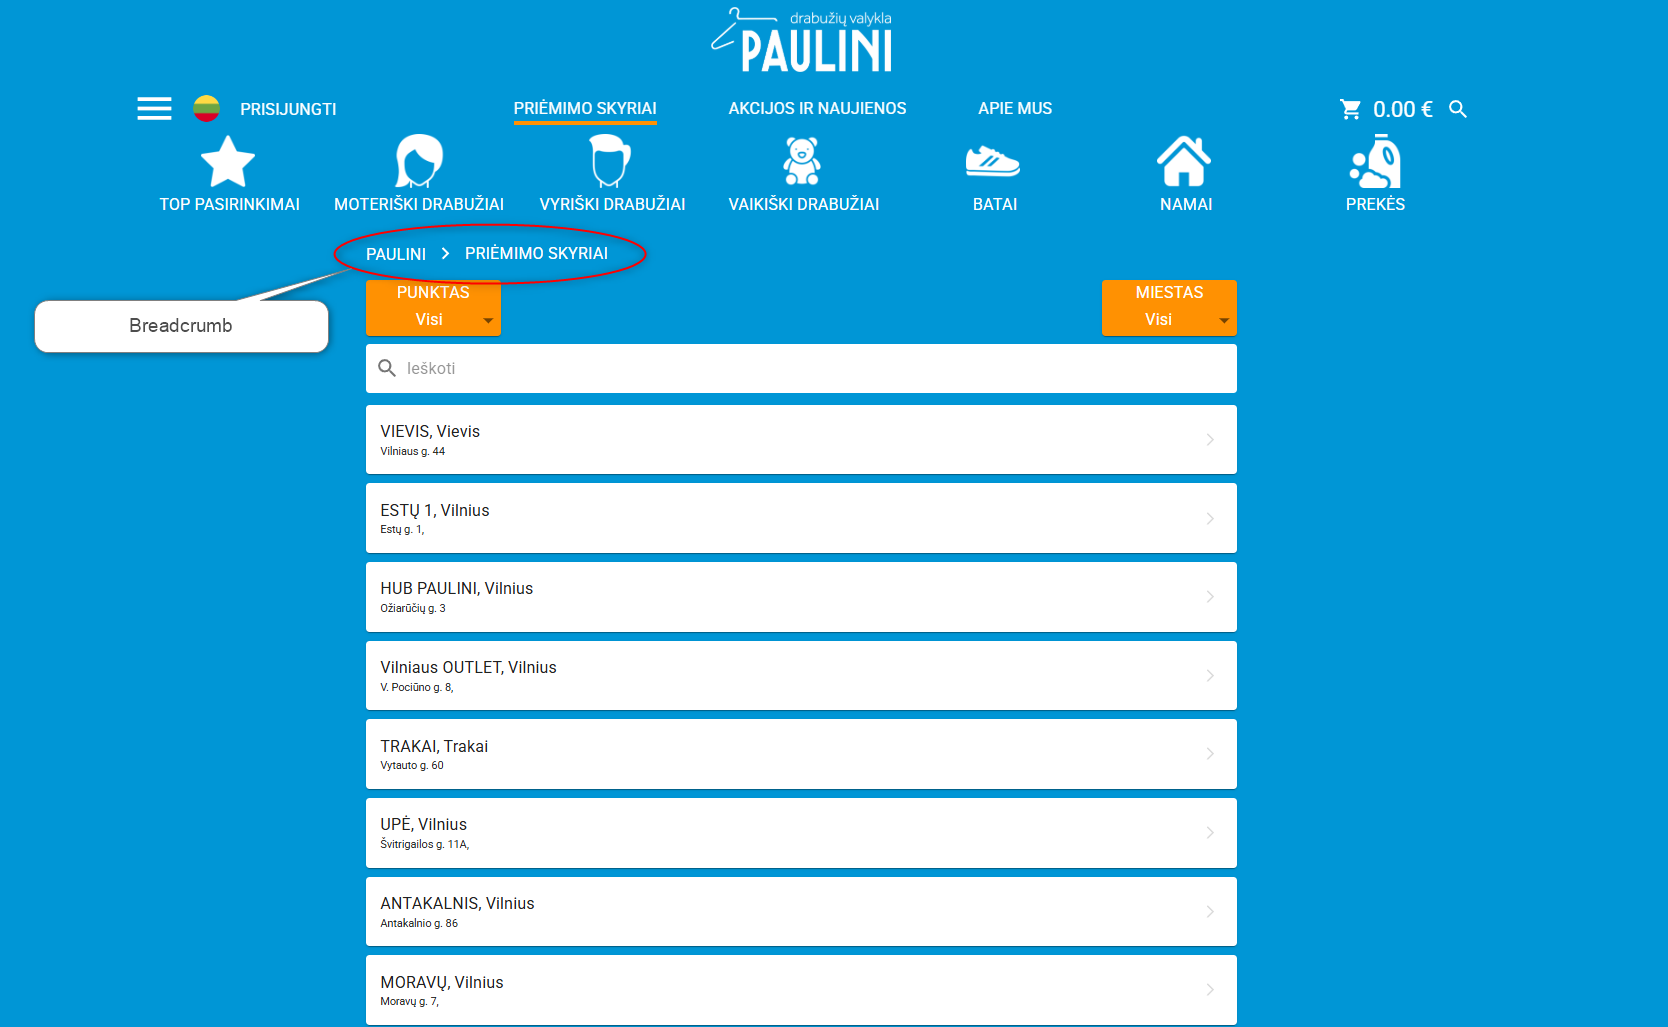 drabužių valykla
PAULINI
PRISIJUNGTI
PRIĖMIMO SKYRIAI
AKCIJOS IR NAUJIENOS
APIE MUS
0.00 €
TOP PASIRINKIMAI
MOTERIŠKI DRABUŽIAI
VYRIŠKI DRABUŽIAI
VAIKIŠKI DRABUŽIAI
BATAI
NAMAI
PREKĖS
PAULINI
PRIĖMIMO SKYRIAI
Breadcrumb
PUNKTAS
Visi
MIESTAS
Visi
Ieškoti
VIEVIS, Vievis
Vilniaus g. 44
ESTŲ 1, Vilnius
Estų g. 1,
HUB PAULINI, Vilnius
Ožiarūčių g. 3
Vilniaus OUTLET, Vilnius
V. Pociūno g. 8,
TRAKAI, Trakai
Vytauto g. 60
UPĖ, Vilnius
Švitrigailos g. 11A,
ANTAKALNIS, Vilnius
Antakalnio g. 86
MORAVŲ, Vilnius
Moravų g. 7,